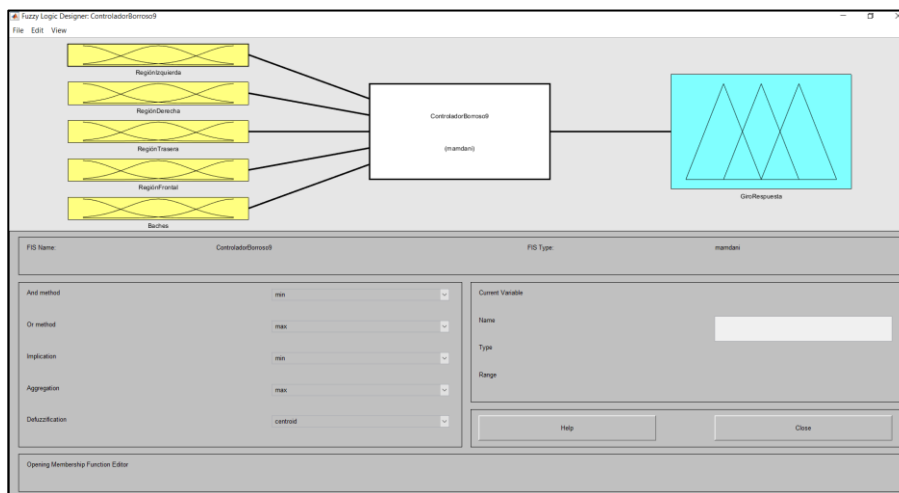 Fuzzy Logic Designer: ControladorBorroso9
File Edit View
RegiónIzquierda
RegiónDerecha
RegiónTrasera
RegiónFrontal
Baches
ControladorBorroso9
(mamdani)
GiroRespuesta
FIS Name: ControladorBorroso9 FIS Type: mamdani
And method min
Or method max
Implication min
Aggregation max
Defuzzification centroid
Current Variable
Name
Type
Range
Help Close
Opening Membership Function Editor